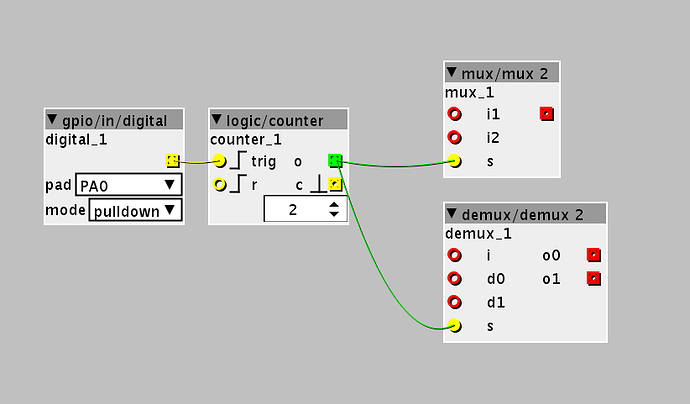 gpio/in/digital
digital_1
pad PA0
mode pulldown
logic/counter
counter_1
trig o
r c
2
mux/mux 2
mux_1
i1
i2
s
demux/demux 2
demux_1
i o0
d0 o1
d1
s